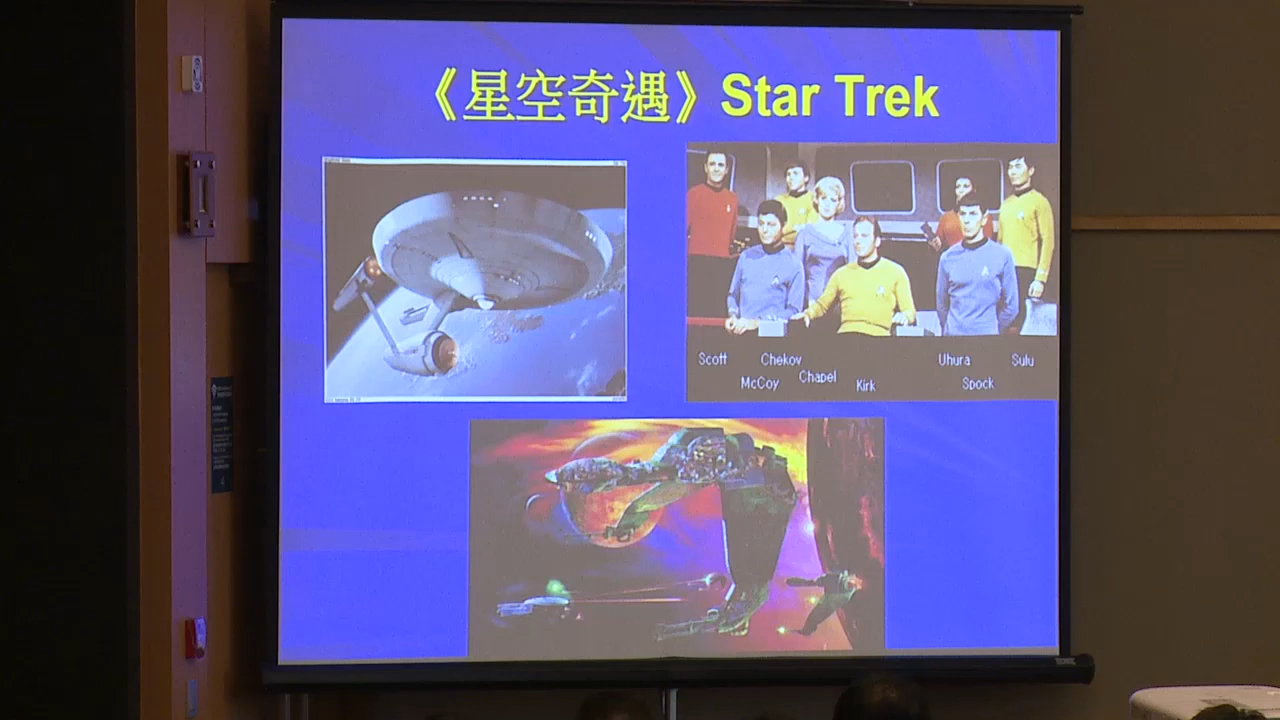 《星空奇遇》Star Trek
Scott Chekov Uhura Sulu
McCoy Chapel Kirk Spock